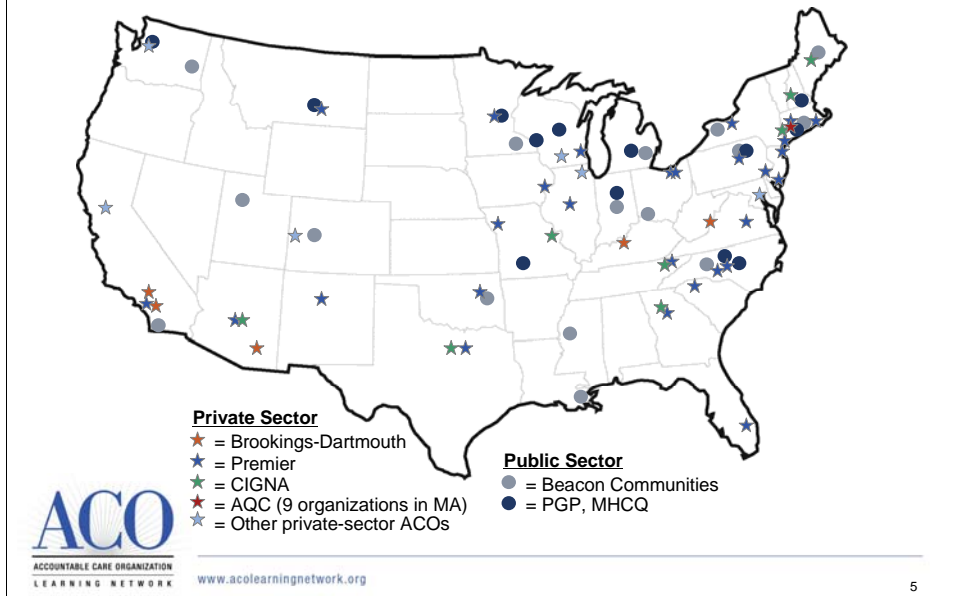 Private Sector
= Brookings-Dartmouth
= Premier
= CIGNA
= AQC (9 organizations in MA)
= Other private-sector ACOs
Public Sector
= Beacon Communities
= PGP, MHCQ
ACO
ACCOUNTABLE CARE ORGANIZATION
LEARNING NETWORK
www.acolearningnetwork.org
5